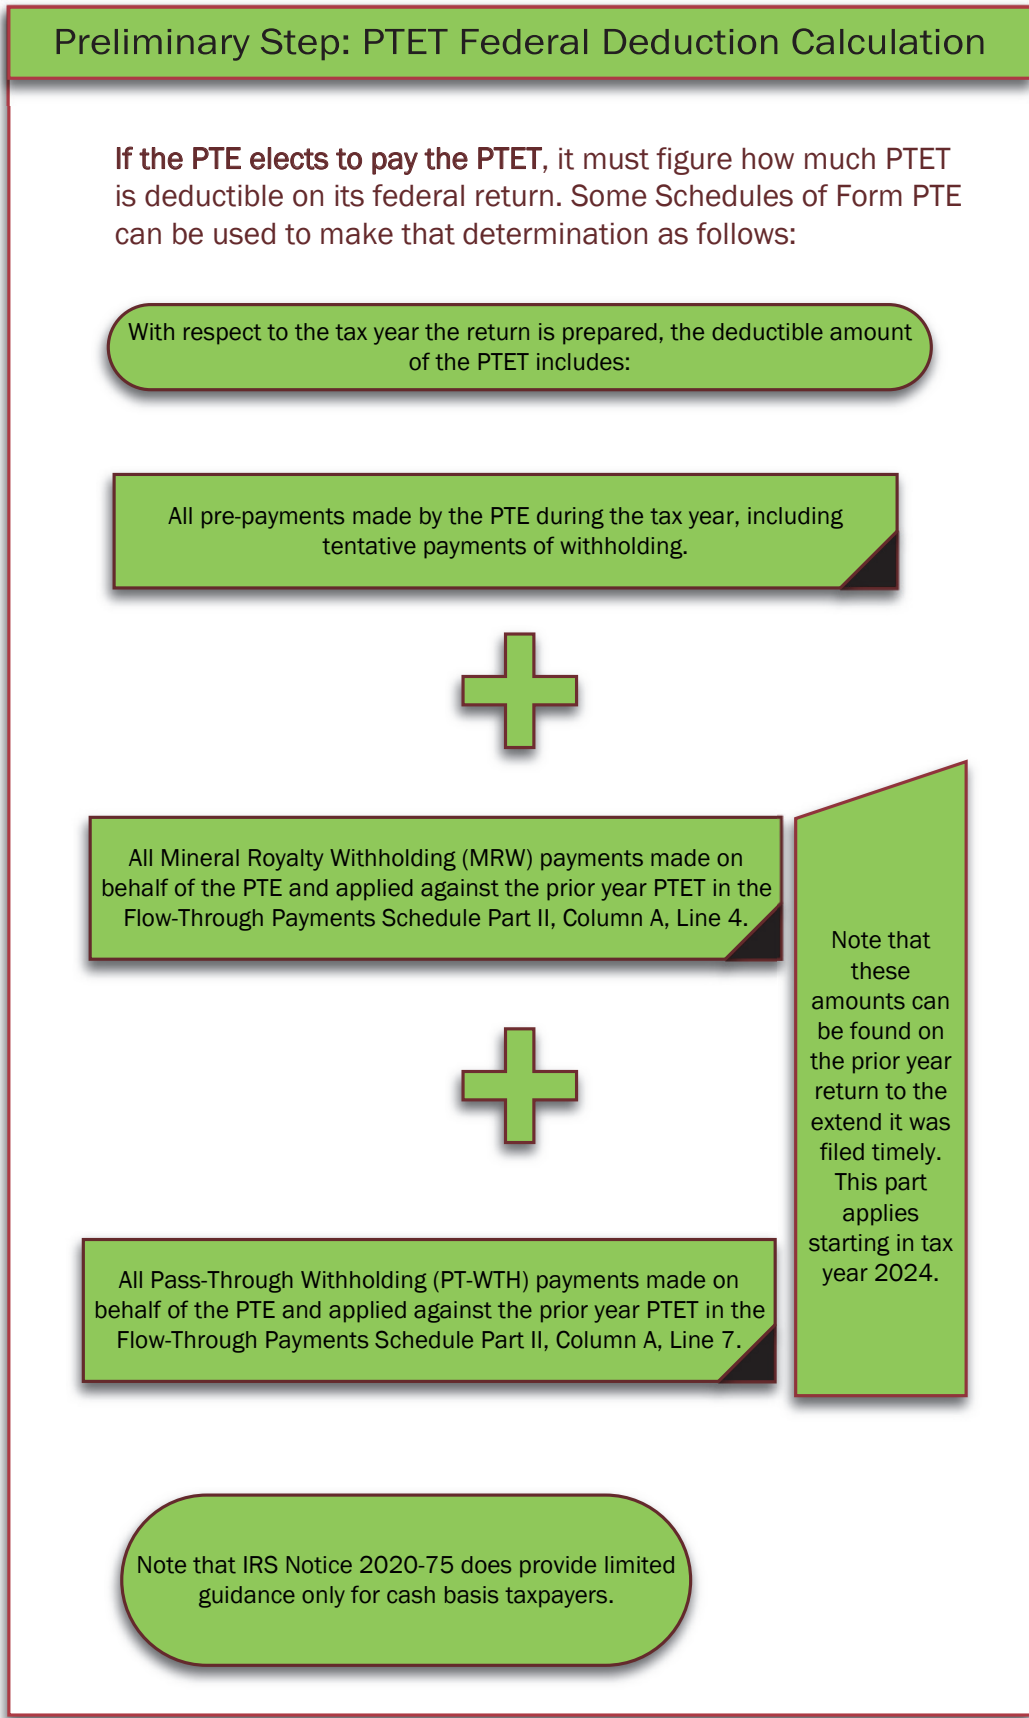 Preliminary Step: PTET Federal Deduction Calculation
If the PTE elects to pay the PTET, it must figure how much PTET
is deductible on its federal return. Some Schedules of Form PTE
can be used to make that determination as follows:
With respect to the tax year the return is prepared, the deductible amount
of the PTET includes:
All pre-payments made by the PTE during the tax year, including
tentative payments of withholding.
All Mineral Royalty Withholding (MRW) payments made on
behalf of the PTE and applied against the prior year PTET in the
Flow-Through Payments Schedule Part II, Column A, Line 4.
Note that
these
amounts can
be found on
the prior year
return to the
extend it was
filed timely.
This part
applies
starting in tax
year 2024.
All Pass-Through Withholding (PT-WTH) payments made on
behalf of the PTE and applied against the prior year PTET in the
Flow-Through Payments Schedule Part II, Column A, Line 7.
Note that IRS Notice 2020-75 does provide limited
guidance only for cash basis taxpayers.